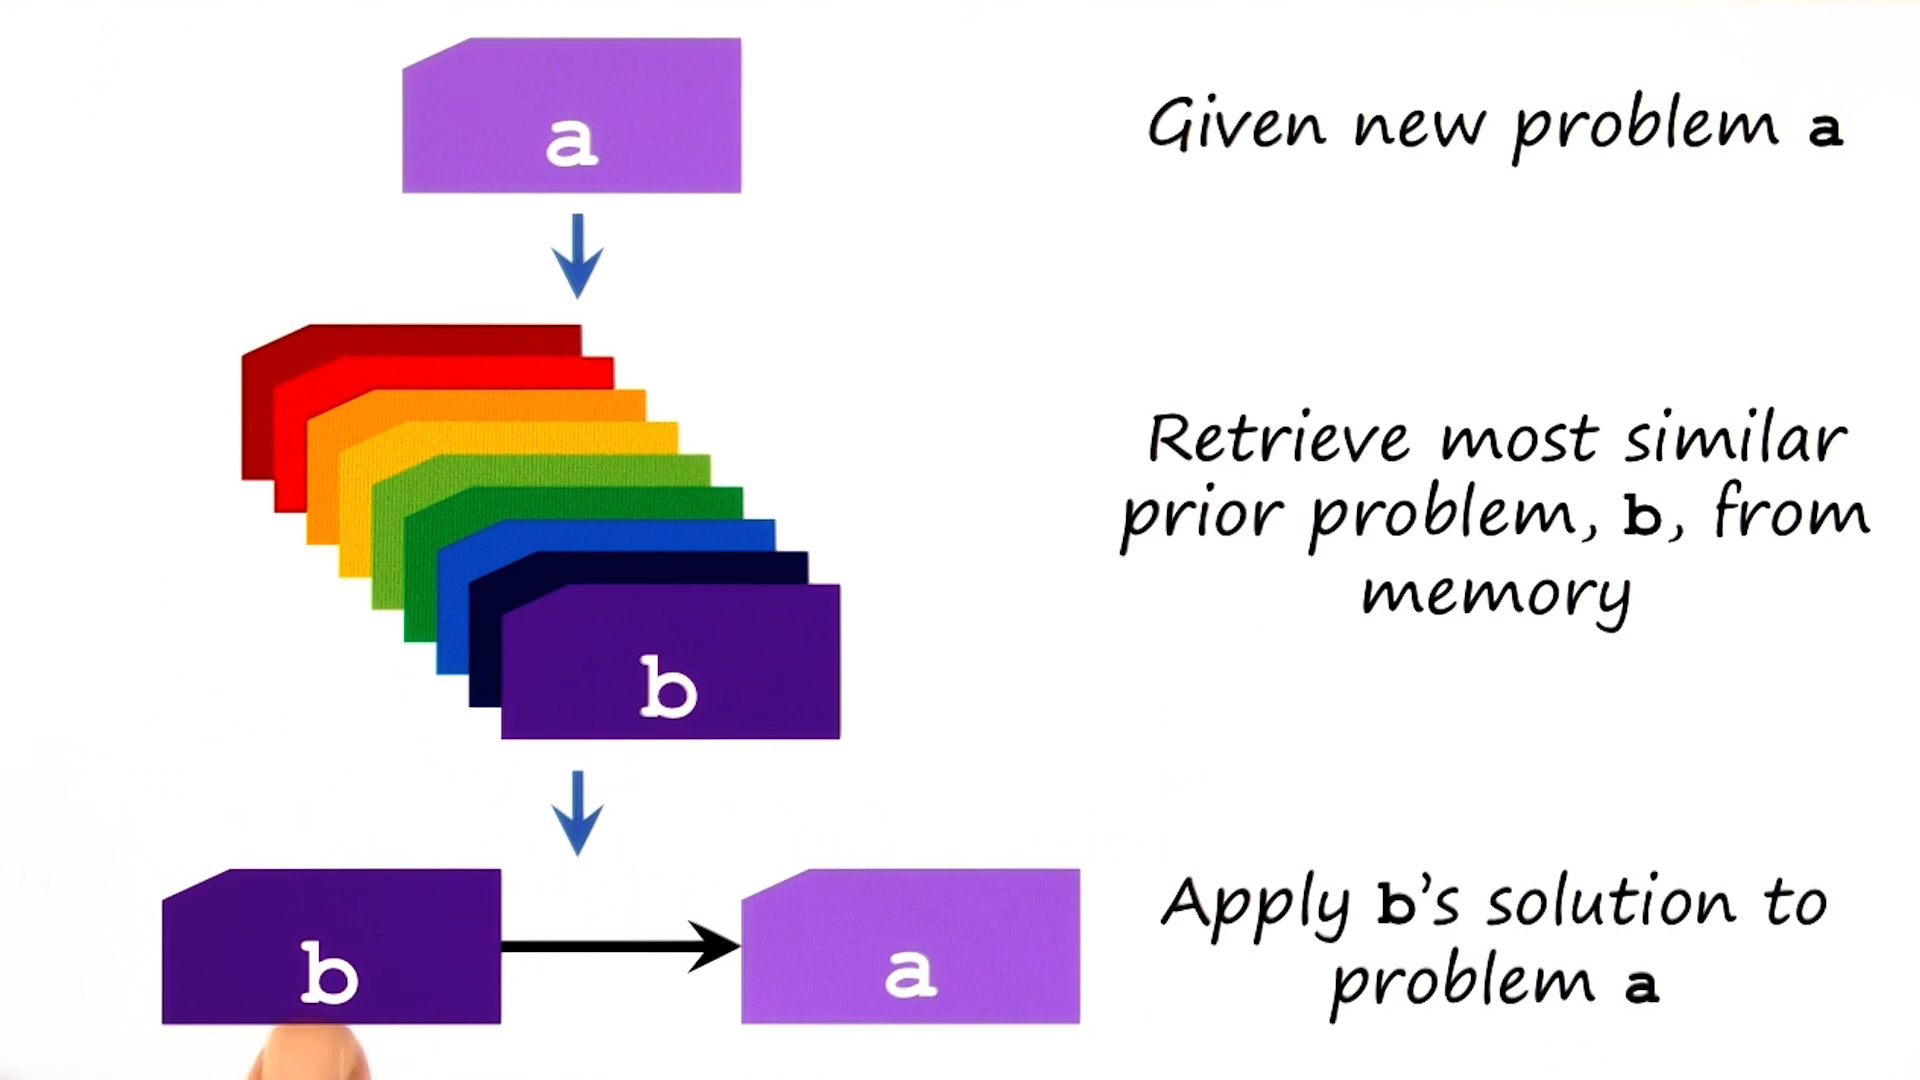 a
Given new problem a
Retrieve most similar
prior problem, b, from
memory
b
b
a
Apply b's solution to
problem a